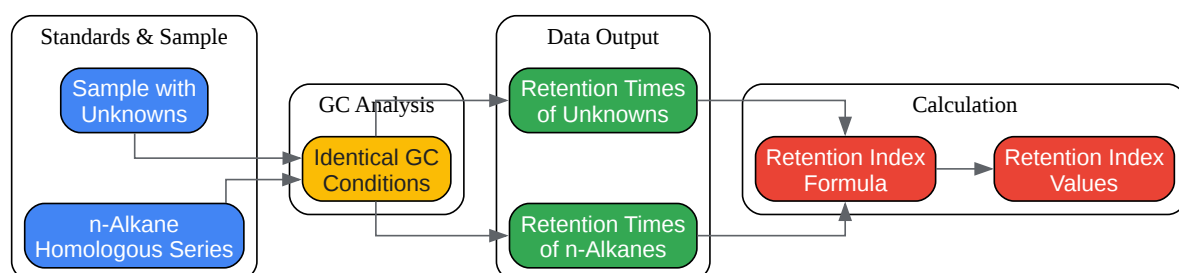 Standards & Sample
Sample with
Unknowns
n-Alkane
Homologous Series
GC Analysis
Identical GC
Conditions
Data Output
Retention Times
of Unknowns
Retention Times
of n-Alkanes
Calculation
Retention Index
Formula
Retention Index
Values